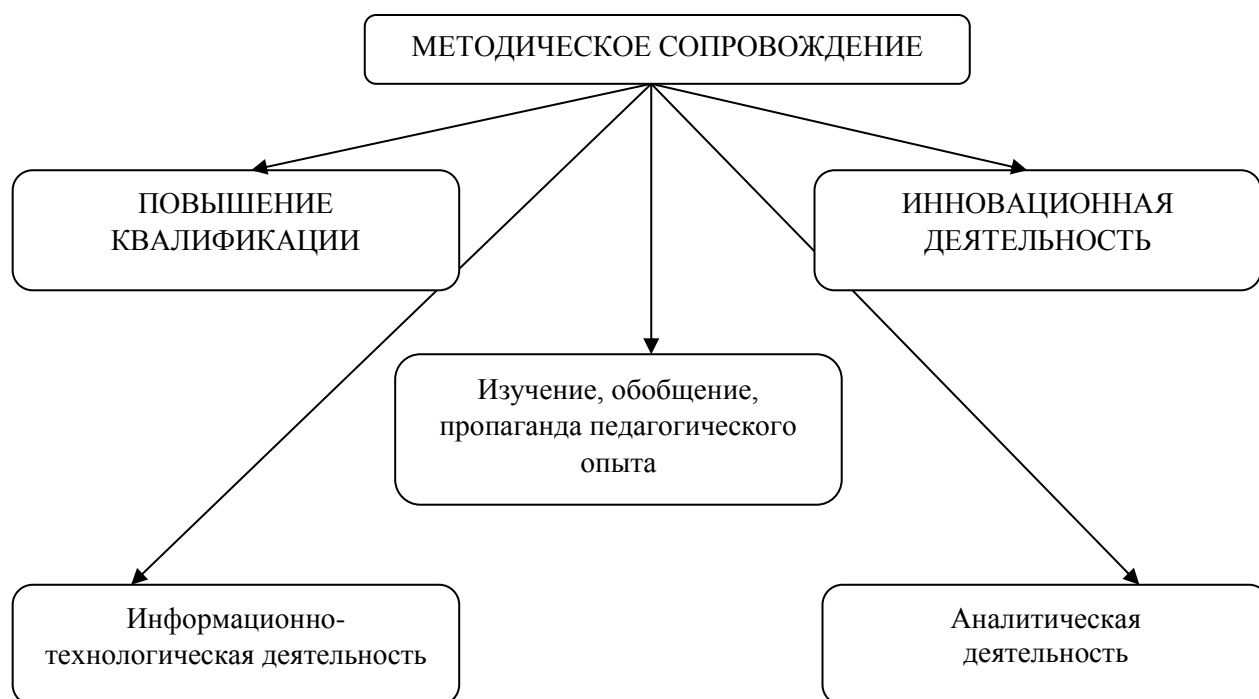 МЕТОДИЧЕСКОЕ СОПРОВОЖДЕНИЕ
ПОВЫШЕНИЕ
КВАЛИФИКАЦИИ
ИННОВАЦИОННАЯ
ДЕЯТЕЛЬНОСТЬ
Изучение, обобщение,
пропаганда педагогического
опыта
Информационно-
технологическая деятельность
Аналитическая
деятельность